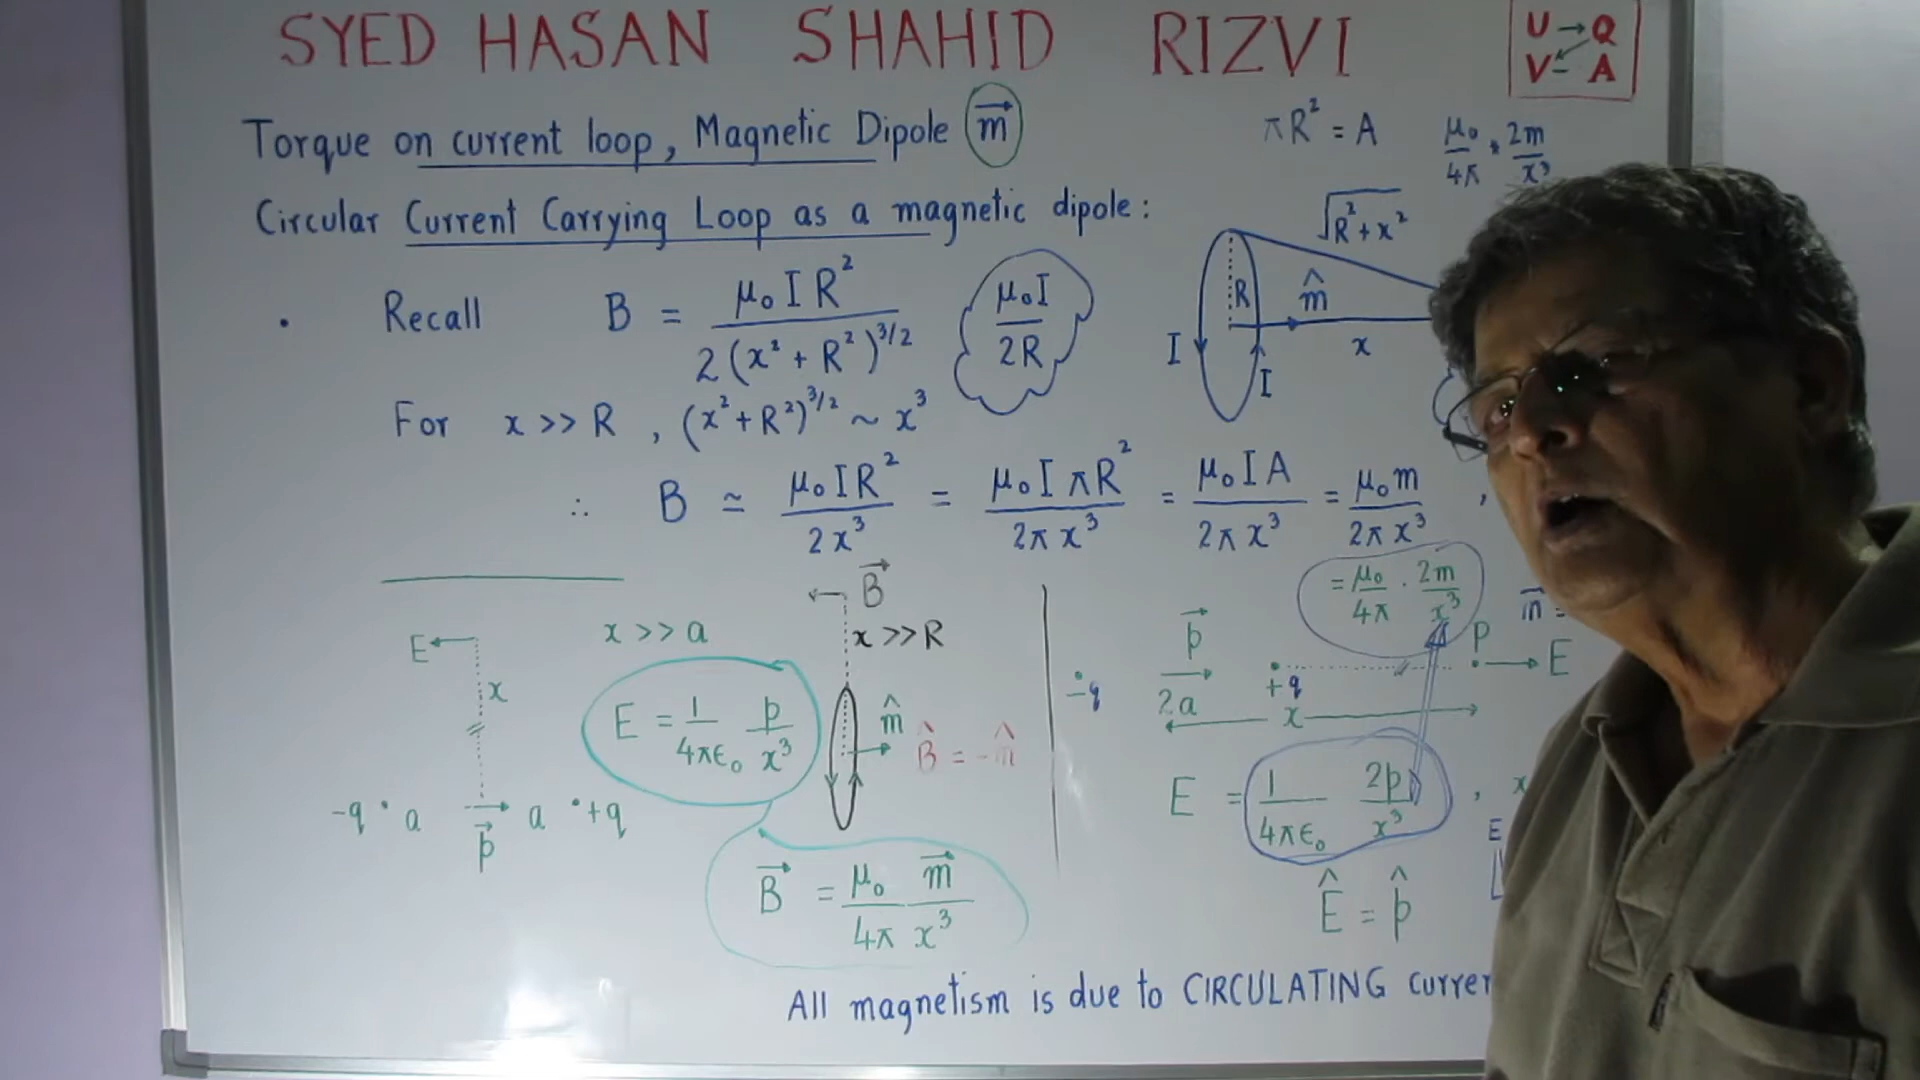 SYED HASAN SHAHID RIZVI
U → Q
V A
Torque on current loop, Magnetic Dipole m⃗
πR² = A
μ₀/4π * 2m/x³
Circular Current Carrying Loop as a magnetic dipole:
√R²+x²
R
m̂
x
I
I
• Recall B = μ₀IR² / 2(x² + R²)^3/2
μ₀I / 2R
For x >> R , (x² + R²)^3/2 ~ x³
∴ B ≃ μ₀IR² / 2x³ = μ₀IπR² / 2πx³ = μ₀IA / 2πx³ = μ₀m / 2πx³ ,
= μ₀/4π · 2m/x³
m⃗ =
E
x
x >> a
E = 1/4πε₀ p/x³
-q a p⃗ a +q
B⃗
x >> R
m̂
B̂ = -m̂
B⃗ = μ₀/4π m⃗/x³
p⃗
-q 2a +q
P E
x
E = 1/4πε₀ 2p/x³ , x
E
Ê = p̂
All magnetism is due to CIRCULATING curren